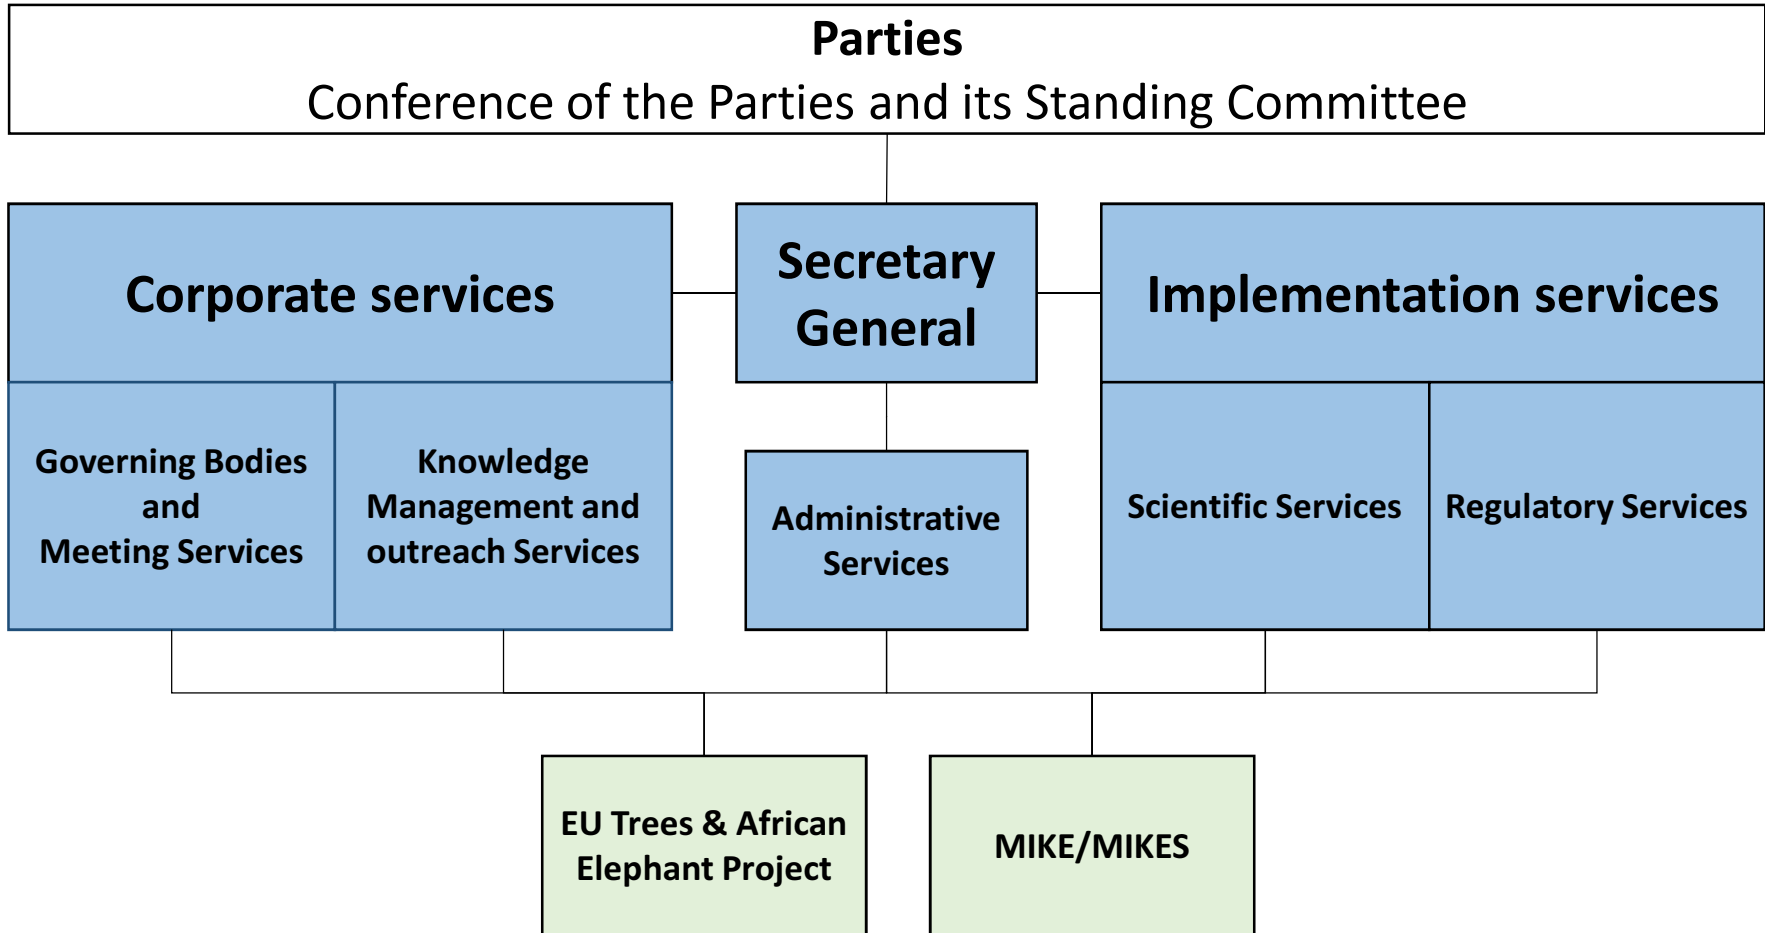 Parties
Conference of the Parties and its Standing Committee
Corporate services
Secretary
General
Implementation services
Governing Bodies
and
Meeting Services
Knowledge
Management and
outreach Services
Administrative
Services
Scientific Services
Regulatory Services
EU Trees & African
Elephant Project
MIKE/MIKES